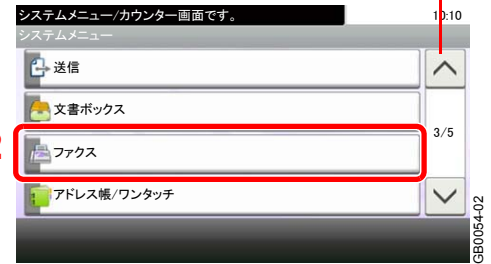 システムメニュー/カウンター画面です。
10:10
システムメニュー
送信
文書ボックス
3/5
ファクス
アドレス帳/ワンタッチ
GB0054-02